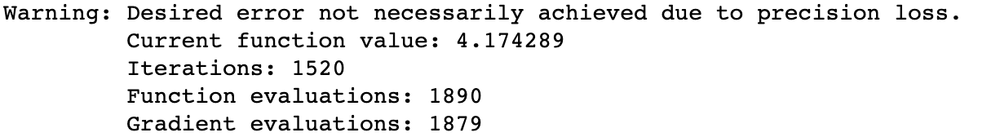 Warning: Desired error not necessarily achieved due to precision loss.
Current function value: 4.174289
Iterations: 1520
Function evaluations: 1890
Gradient evaluations: 1879